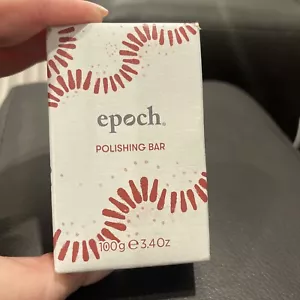 epoch®
POLISHING BAR
100g ℮ 3.4Oz